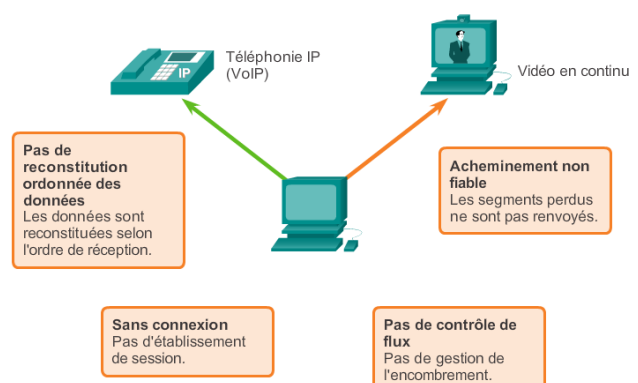 Téléphonie IP
(VoIP)
IP
Vidéo en continu
Pas de
reconstitution
ordonnée des
données
Les données sont
reconstituées selon
l'ordre de réception.
Acheminement non
fiable
Les segments perdus
ne sont pas renvoyés.
Sans connexion
Pas d'établissement
de session.
Pas de contrôle de
flux
Pas de gestion de
l'encombrement.